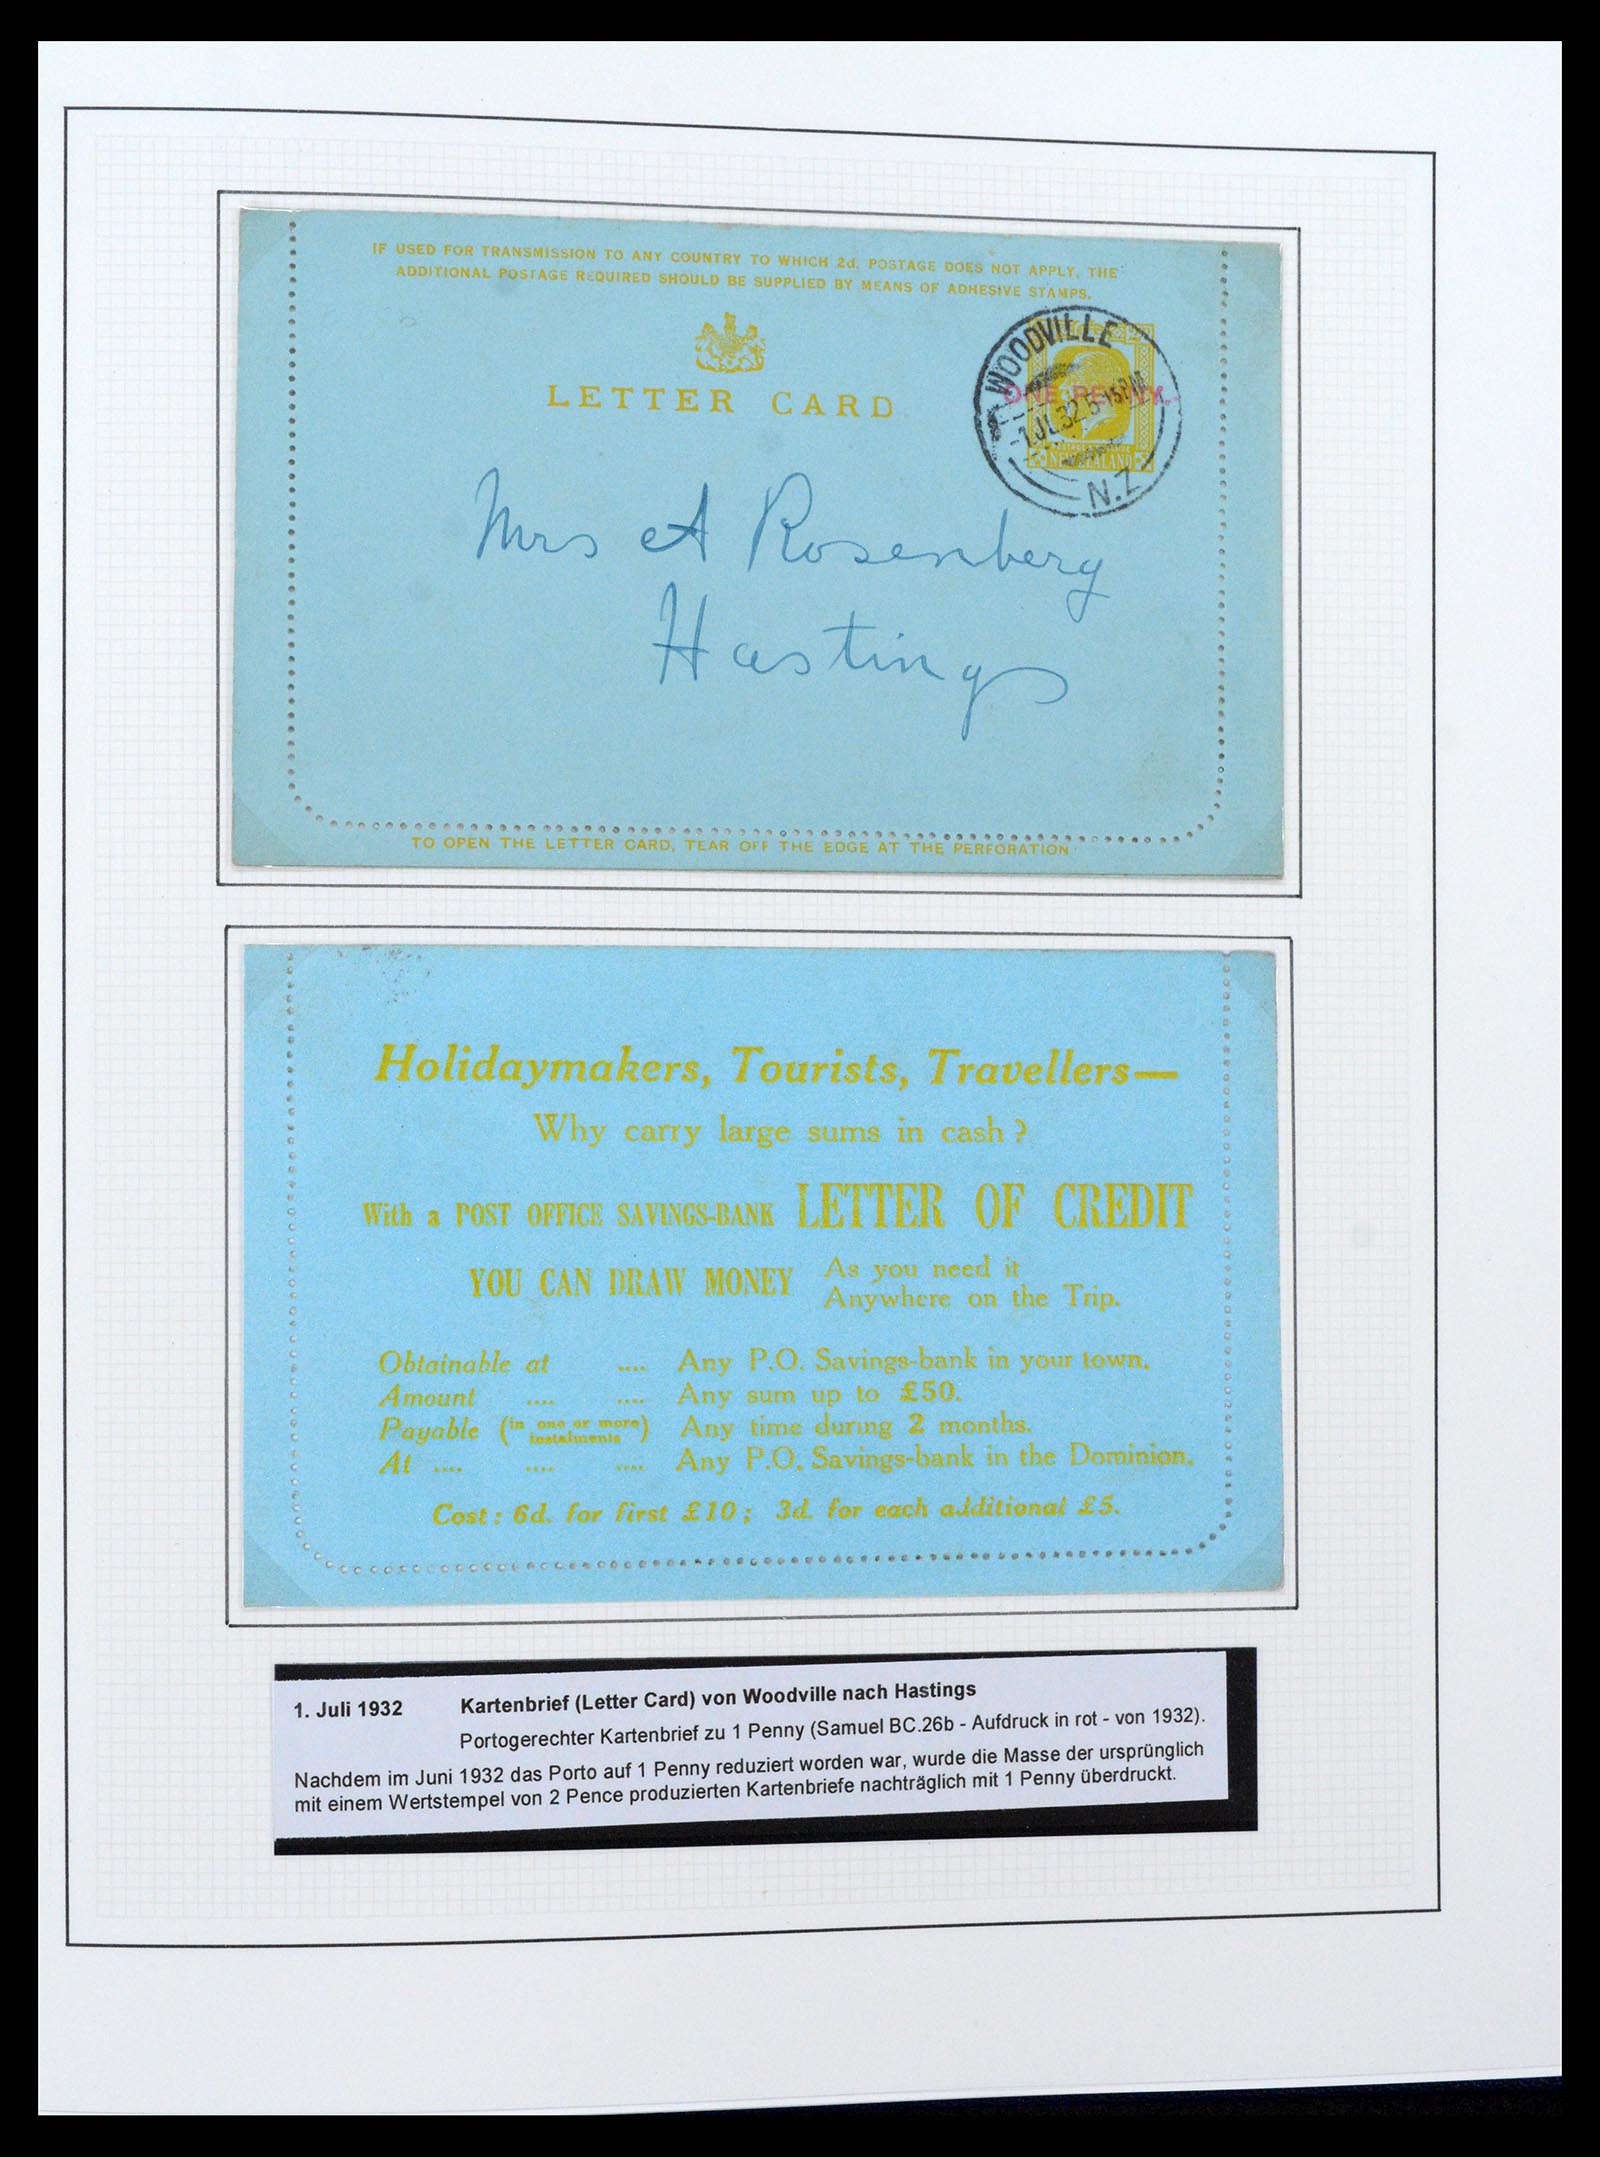 IF USED FOR TRANSMISSION TO ANY COUNTRY TO WHICH 2d. POSTAGE DOES NOT APPLY, THE
ADDITIONAL POSTAGE REQUIRED SHOULD BE SUPPLIED BY MEANS OF ADHESIVE STAMPS.
LETTER CARD
WOODVILLE
ONE PENNY.
1 JL 32 5-15 PM
NEW ZEALAND
N.Z
Mrs A Rosenberg
Hastings
TO OPEN THE LETTER CARD, TEAR OFF THE EDGE AT THE PERFORATION
Holidaymakers, Tourists, Travellers—
Why carry large sums in cash?
With a POST OFFICE SAVINGS-BANK LETTER OF CREDIT
YOU CAN DRAW MONEY As you need it
Anywhere on the Trip.
Obtainable at .... Any P.O. Savings-bank in your town.
Amount .... .... Any sum up to £50.
Payable (in one or more instalments) Any time during 2 months.
At .... .... .... Any P.O. Savings-bank in the Dominion.
Cost: 6d. for first £10; 3d. for each additional £5.
1. Juli 1932 Kartenbrief (Letter Card) von Woodville nach Hastings
Portogerechter Kartenbrief zu 1 Penny (Samuel BC.26b - Aufdruck in rot - von 1932).
Nachdem im Juni 1932 das Porto auf 1 Penny reduziert worden war, wurde die Masse der ursprünglich
mit einem Wertstempel von 2 Pence produzierten Kartenbriefe nachträglich mit 1 Penny überdruckt.